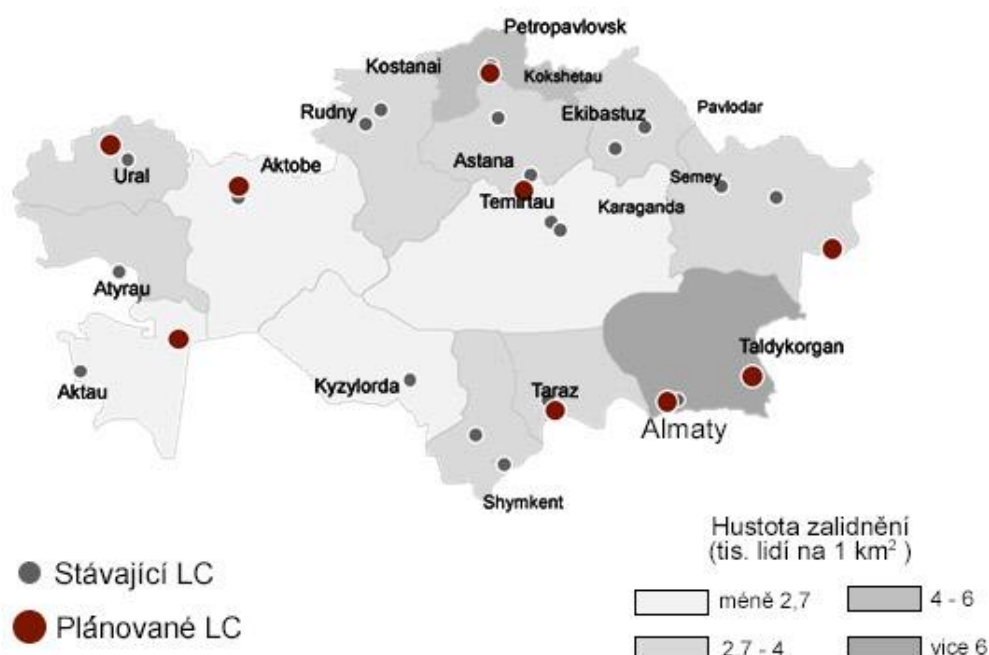 Petropavlovsk
Kostanai
Kokshetau
Rudny
Ekibastuz
Pavlodar
Ural
Aktobe
Astana
Semey
Temirtau
Karaganda
Atyrau
Taldykorgan
Aktau
Kyzylorda
Taraz
Almaty
Shymkent
Hustota zalidnění
(tis. lidí na 1 km²)
Stávající LC
Plánované LC
méně 2,7
4 - 6
2,7 - 4
vice 6